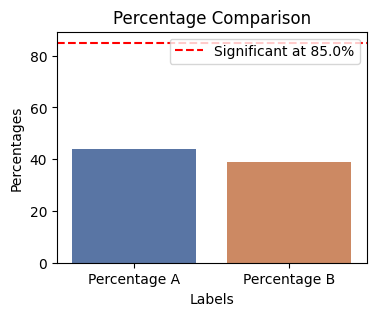 Percentage Comparison
Significant at 85.0%
Percentages
80
60
40
20
0
Percentage A
Percentage B
Labels